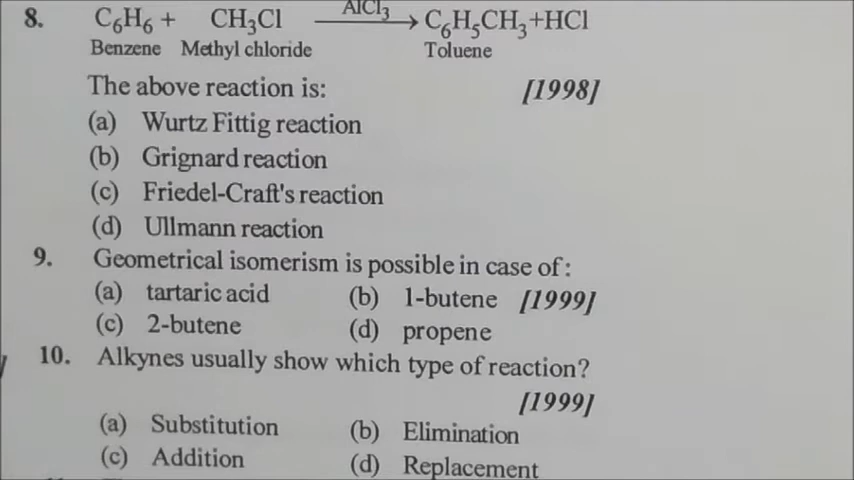 8. C₆H₆ + CH₃Cl AlCl₃ → C₆H₅CH₃+HCl
Benzene Methyl chloride Toluene
The above reaction is: [1998]
(a) Wurtz Fittig reaction
(b) Grignard reaction
(c) Friedel-Craft's reaction
(d) Ullmann reaction
9. Geometrical isomerism is possible in case of :
(a) tartaric acid (b) 1-butene [1999]
(c) 2-butene (d) propene
10. Alkynes usually show which type of reaction?
[1999]
(a) Substitution (b) Elimination
(c) Addition (d) Replacement